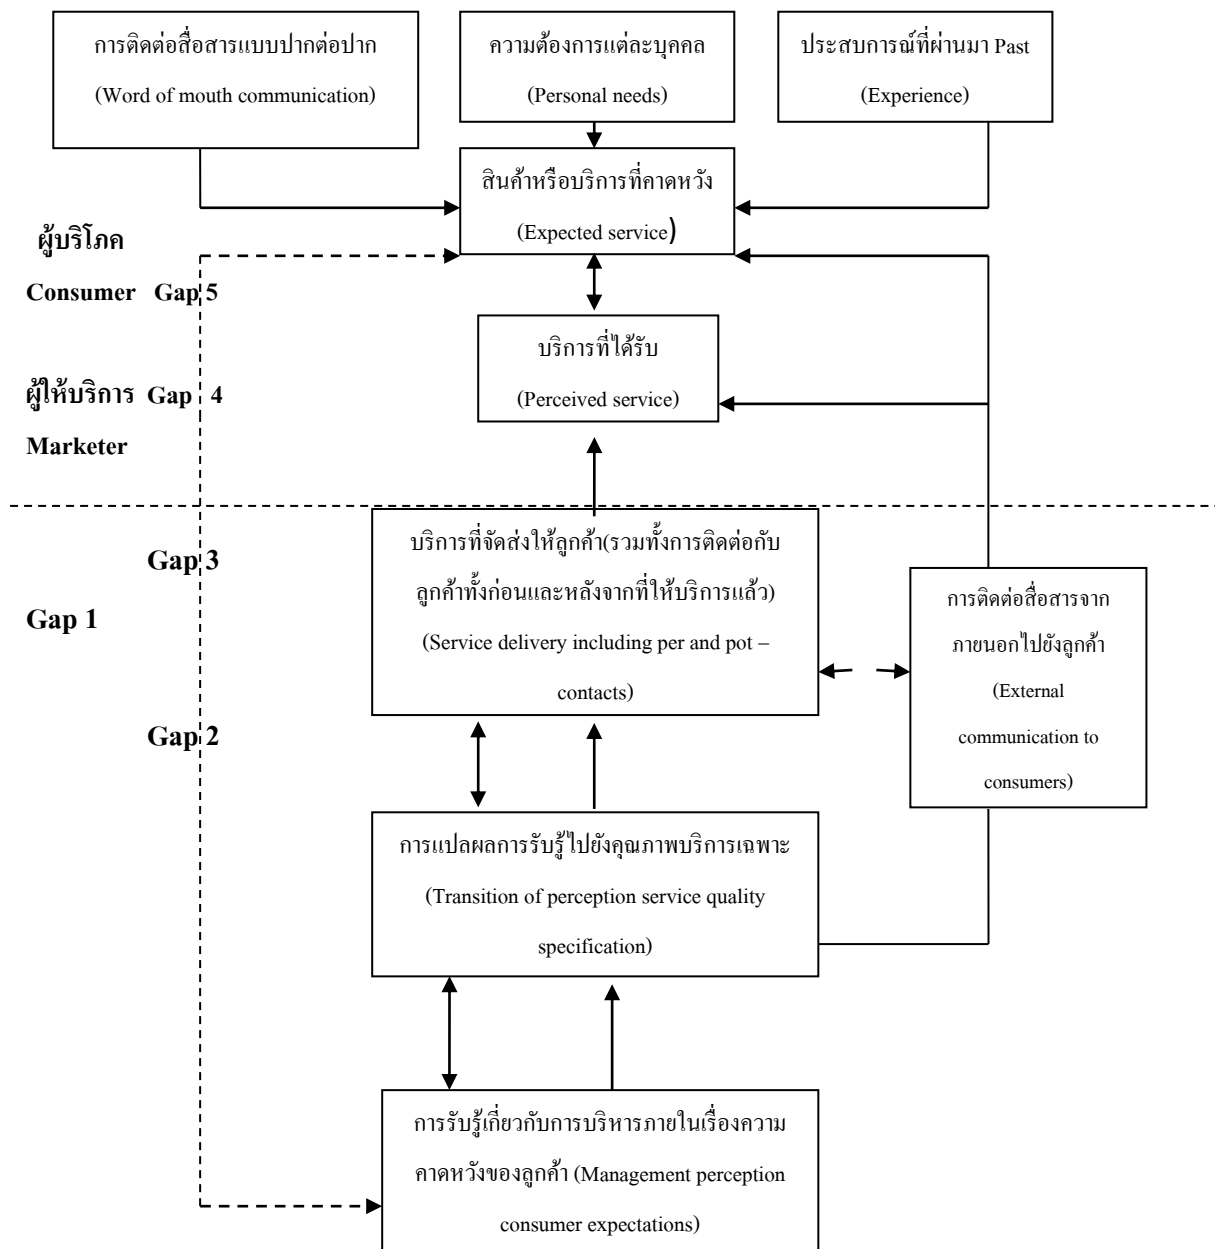 การติดต่อสื่อสารแบบปากต่อปาก
(Word of mouth communication)
ความต้องการแต่ละบุคคล
(Personal needs)
ประสบการณ์ที่ผ่านมา Past
(Experience)
สินค้าหรือบริการที่คาดหวัง
(Expected service)
ผู้บริโภค
Consumer Gap 5
บริการที่ได้รับ
(Perceived service)
ผู้ให้บริการ Gap 4
Marketer
Gap 3
Gap 1
Gap 2
บริการที่จัดส่งให้ลูกค้า(รวมทั้งการติดต่อกับ
ลูกค้าทั้งก่อนและหลังจากที่ให้บริการแล้ว)
(Service delivery including per and pot –
contacts)
การติดต่อสื่อสารจาก
ภายนอกไปยังลูกค้า
(External
communication to
consumers)
การแปลผลการรับรู้ไปยังคุณภาพบริการเฉพาะ
(Transition of perception service quality
specification)
การรับรู้เกี่ยวกับการบริหารภายในเรื่องความ
คาดหวังของลูกค้า (Management perception
consumer expectations)